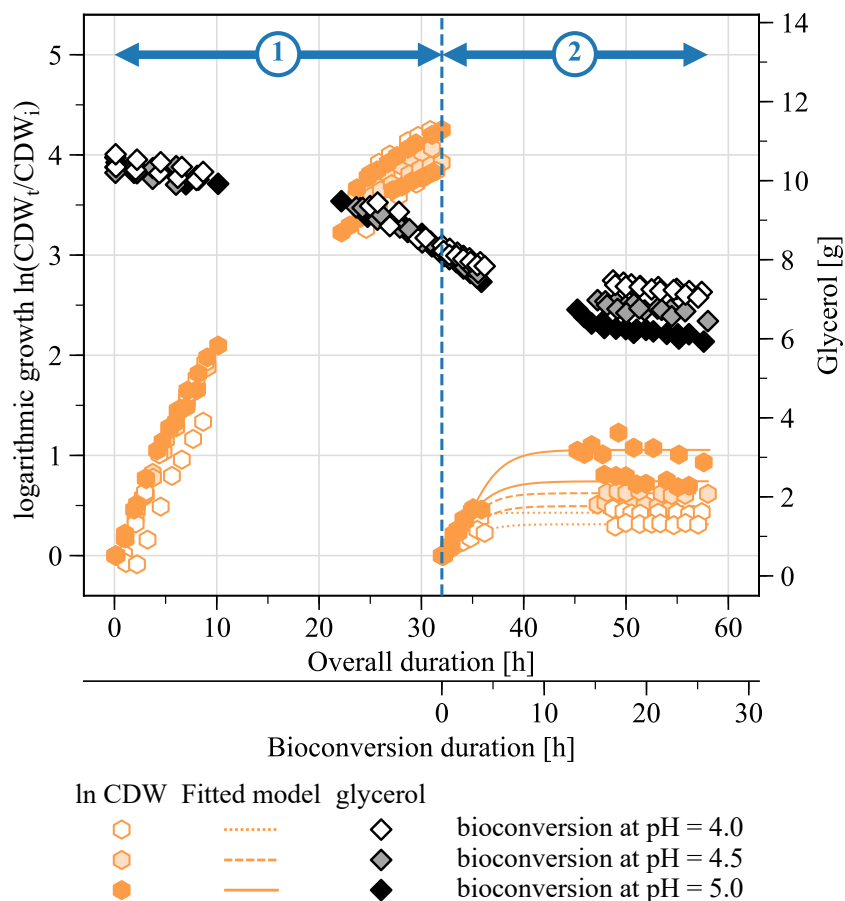 1 2
logarithmic growth ln(CDWt/CDWi)
5
4
3
2
1
0
14
12
10
8
6
4
2
0
Glycerol [g]
0 10 20 30 40 50 60
Overall duration [h]
0 10 20 30
Bioconversion duration [h]
ln CDW Fitted model glycerol
bioconversion at pH = 4.0
bioconversion at pH = 4.5
bioconversion at pH = 5.0